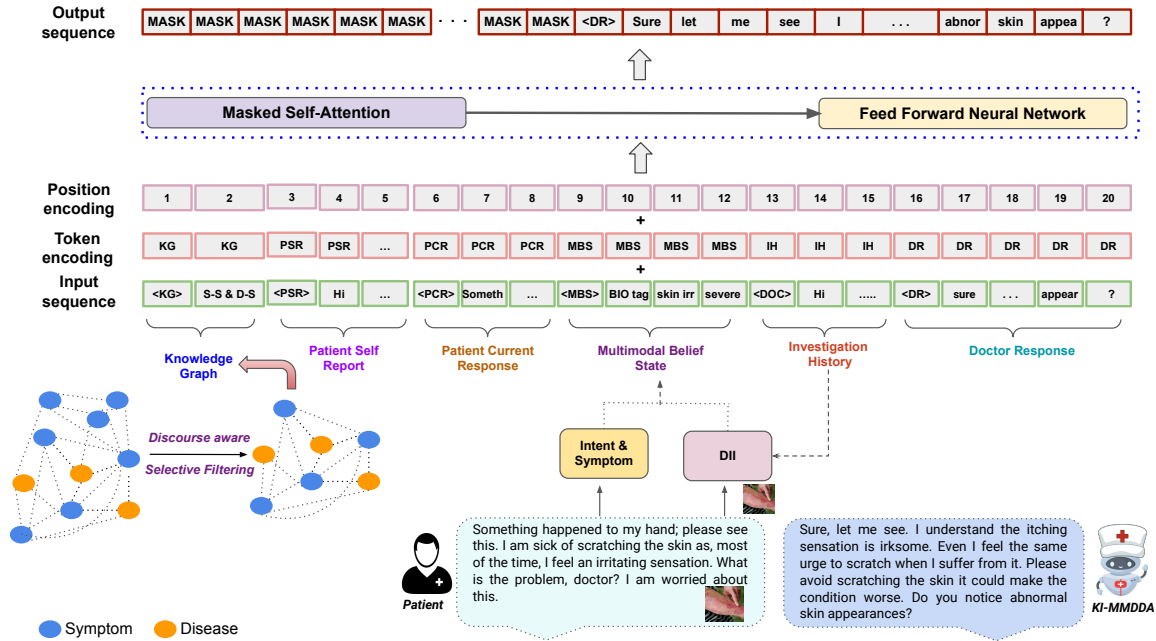 Output sequence
MASK MASK MASK MASK MASK MASK . . . MASK MASK <DR> Sure let me see I . . . abnor skin appea ?
Masked Self-Attention
Feed Forward Neural Network
Position encoding
1 2 3 4 5 6 7 8 9 10 11 12 13 14 15 16 17 18 19 20
+
Token encoding
KG KG PSR PSR ... PCR PCR PCR MBS MBS MBS MBS IH IH IH DR DR DR DR DR
+
Input sequence
<KG> S-S & D-S <PSR> Hi ... <PCR> Someth ... <MBS> BIO tag skin irr severe <DOC> Hi ..... <DR> sure . . . appear ?
Knowledge Graph
Patient Self Report
Patient Current Response
Multimodal Belief State
Investigation History
Doctor Response
Discourse aware
Selective Filtering
Intent & Symptom
DII
Something happened to my hand; please see
this. I am sick of scratching the skin as, most
of the time, I feel an irritating sensation. What
is the problem, doctor? I am worried about
this.
Patient
Sure, let me see. I understand the itching
sensation is irksome. Even I feel the same
urge to scratch when I suffer from it. Please
avoid scratching the skin it could make the
condition worse. Do you notice abnormal
skin appearances?
KI-MMDDA
Symptom
Disease